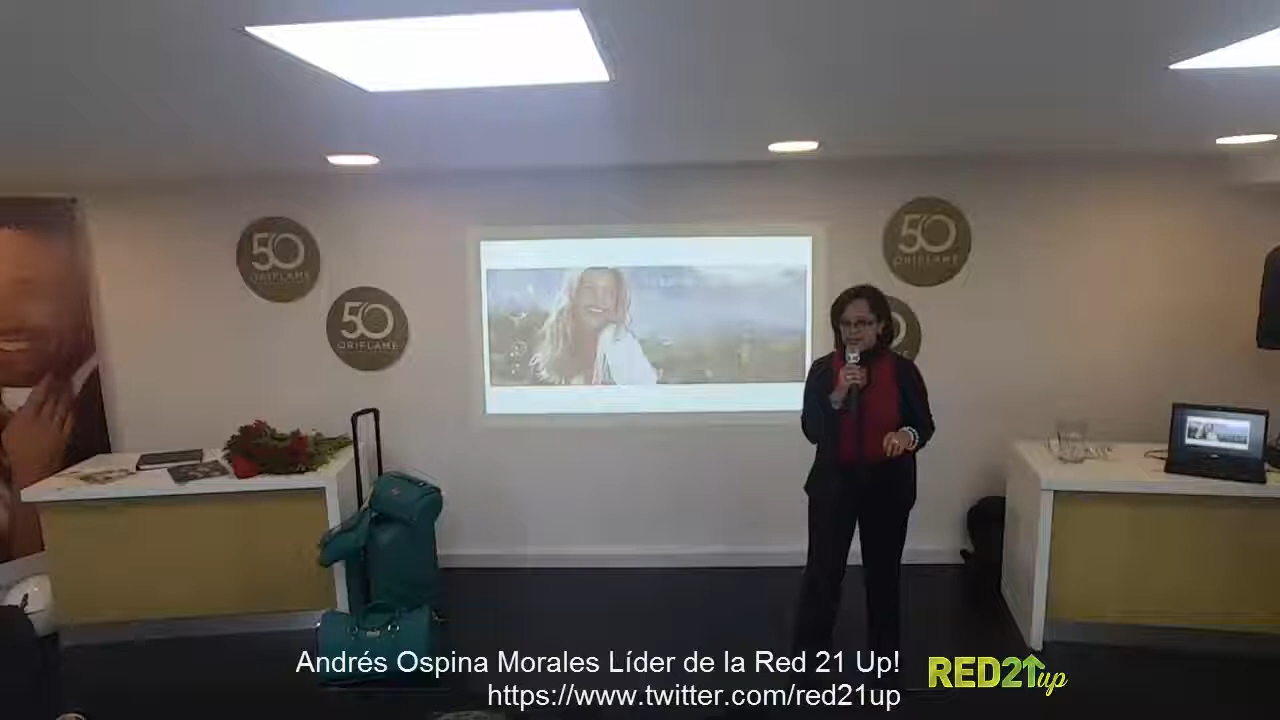 50
ORIFLAME
50
ORIFLAME
50
ORIFLAME
Andrés Ospina Morales Líder de la Red 21 Up!
https://www.twitter.com/red21up
RED21up